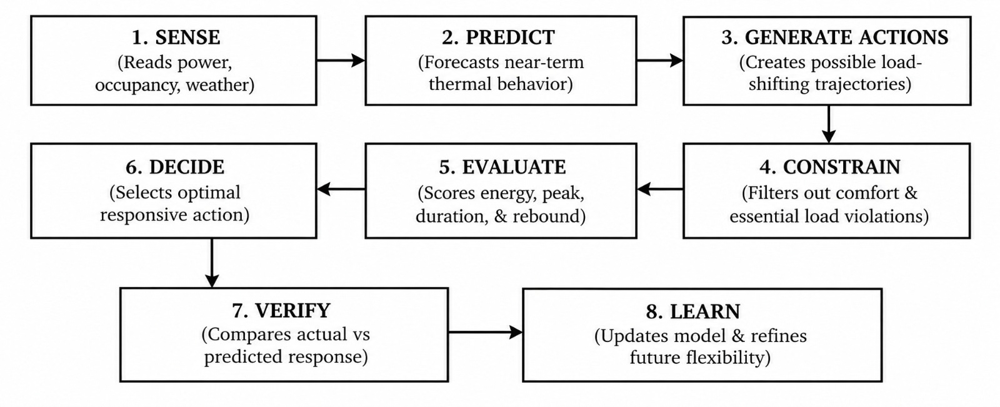 1. SENSE
(Reads power,
occupancy, weather)
2. PREDICT
(Forecasts near-term
thermal behavior)
3. GENERATE ACTIONS
(Creates possible load-
shifting trajectories)
4. CONSTRAIN
(Filters out comfort &
essential load violations)
5. EVALUATE
(Scores energy, peak,
duration, & rebound)
6. DECIDE
(Selects optimal
responsive action)
7. VERIFY
(Compares actual vs
predicted response)
8. LEARN
(Updates model & refines
future flexibility)